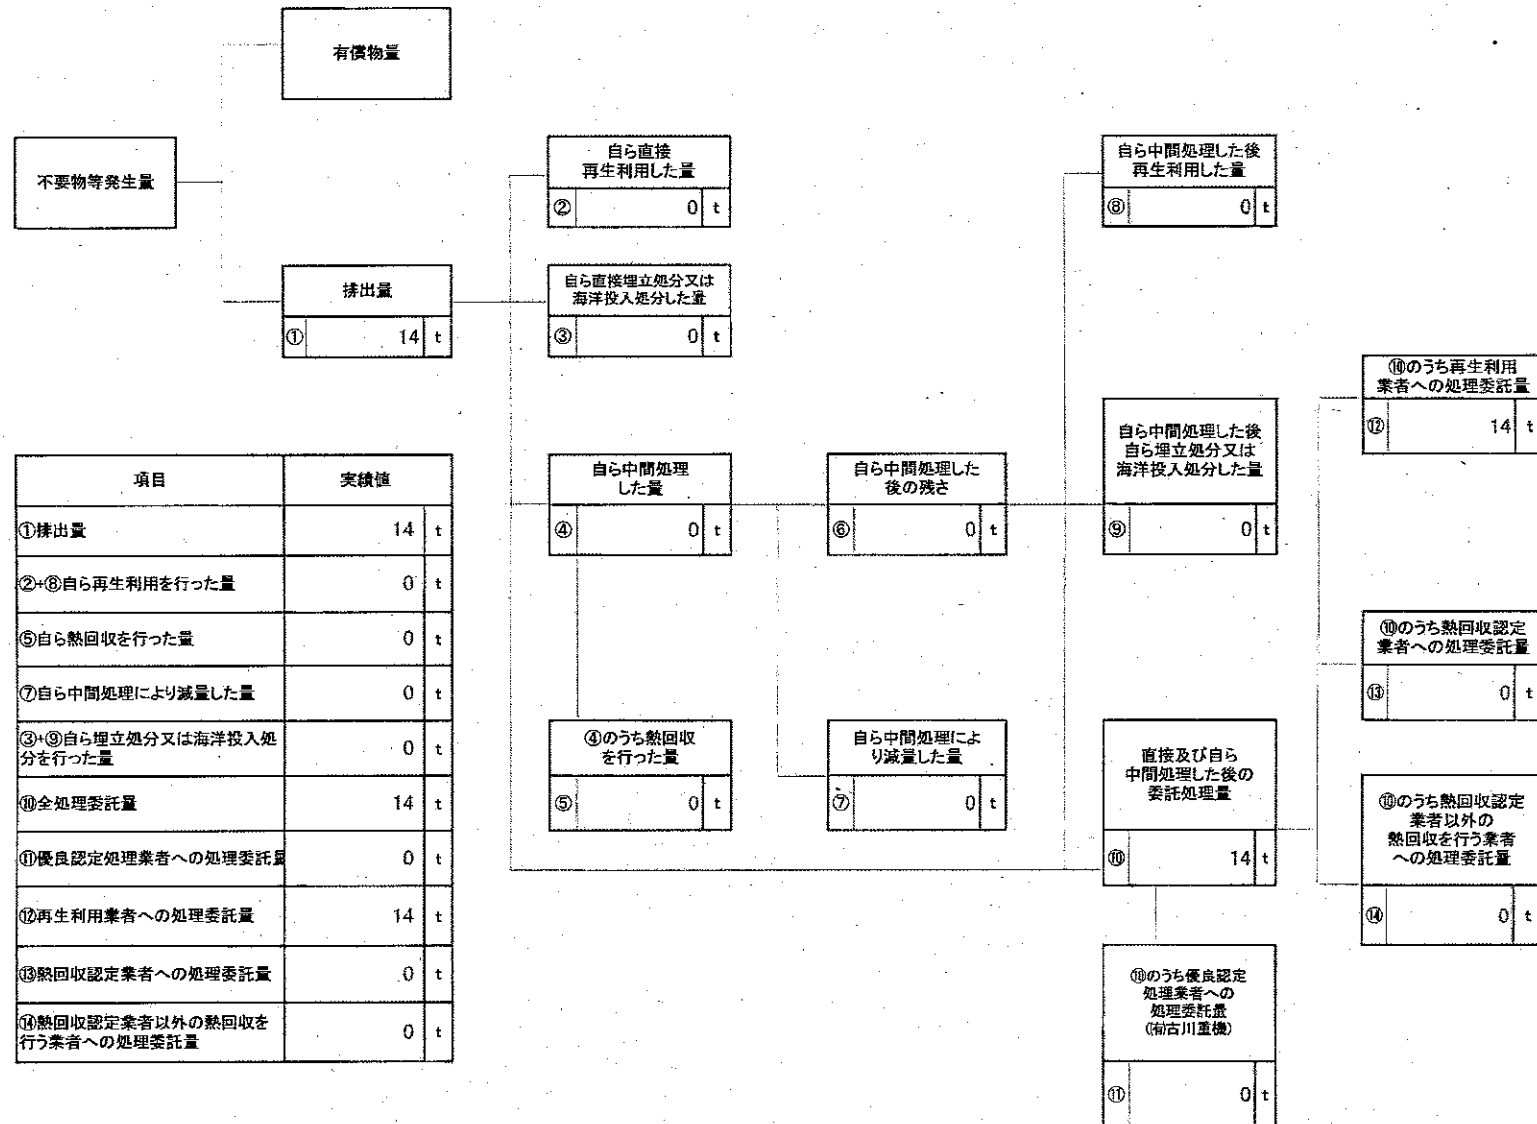 有償物量
不要物等発生量
排出量
① 14 t
自ら直接
再生利用した量
② 0 t
自ら直接埋立処分又は
海洋投入処分した量
③ 0 t
自ら中間処理
した量
④ 0 t
④のうち熱回収
を行った量
⑤ 0 t
自ら中間処理した
後の残さ
⑥ 0 t
自ら中間処理によ
り減量した量
⑦ 0 t
自ら中間処理した後
再生利用した量
⑧ 0 t
自ら中間処理した後
自ら埋立処分又は
海洋投入処分した量
⑨ 0 t
直接及び自ら
中間処理した後の
委託処理量
⑩ 14 t
⑩のうち優良認定
処理業者への
処理委託量
(㈲古川重機)
⑪ 0 t
⑩のうち再生利用
業者への処理委託量
⑫ 14 t
⑩のうち熱回収認定
業者への処理委託量
⑬ 0 t
⑩のうち熱回収認定
業者以外の
熱回収を行う業者
への処理委託量
⑭ 0 t
項目 実績値
①排出量 14 t
②+⑧自ら再生利用を行った量 0 t
⑤自ら熱回収を行った量 0 t
⑦自ら中間処理により減量した量 0 t
③+⑨自ら埋立処分又は海洋投入処
分を行った量 0 t
⑩全処理委託量 14 t
⑪優良認定処理業者への処理委託量 0 t
⑫再生利用業者への処理委託量 14 t
⑬熱回収認定業者への処理委託量 0 t
⑭熱回収認定業者以外の熱回収を
行う業者への処理委託量 0 t